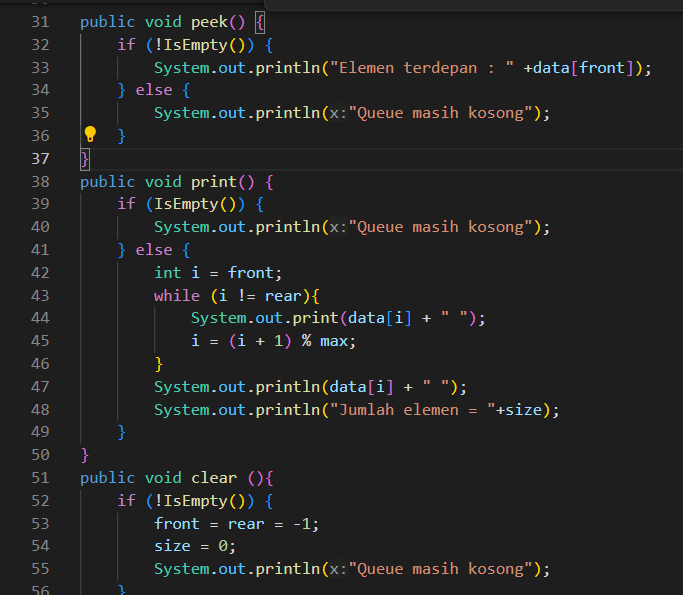 31 public void peek() {
32 if (!IsEmpty()) {
33 System.out.println("Elemen terdepan : " +data[front]);
34 } else {
35 System.out.println(x:"Queue masih kosong");
36 }
37 }
38 public void print() {
39 if (IsEmpty()) {
40 System.out.println(x:"Queue masih kosong");
41 } else {
42 int i = front;
43 while (i != rear){
44 System.out.print(data[i] + " ");
45 i = (i + 1) % max;
46 }
47 System.out.println(data[i] + " ");
48 System.out.println("Jumlah elemen = "+size);
49 }
50 }
51 public void clear (){
52 if (!IsEmpty()) {
53 front = rear = -1;
54 size = 0;
55 System.out.println(x:"Queue masih kosong");
56 }